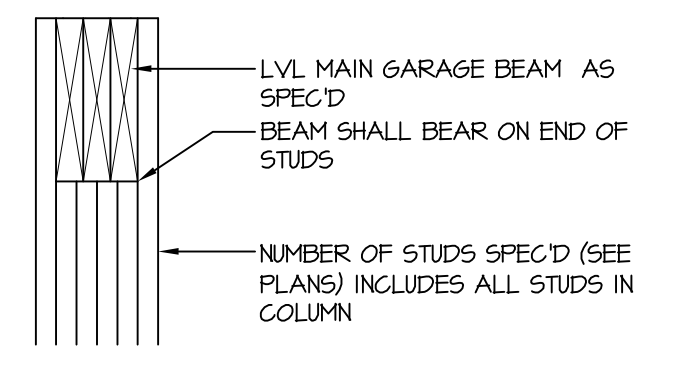 LVL MAIN GARAGE BEAM AS
SPEC'D
BEAM SHALL BEAR ON END OF
STUDS
NUMBER OF STUDS SPEC'D (SEE
PLANS) INCLUDES ALL STUDS IN
COLUMN